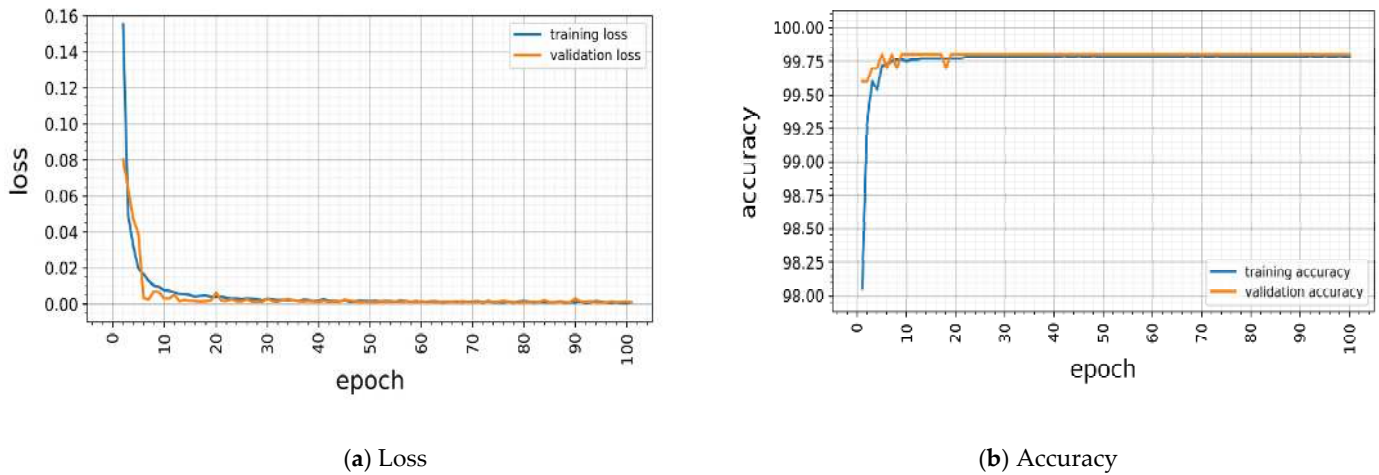 0.16
0.14
0.12
0.10
0.08
0.06
0.04
0.02
0.00
loss
training loss
validation loss
0 10 20 30 40 50 60 70 80 90 100
epoch
(a) Loss
100.00
99.75
99.50
99.25
99.00
98.75
98.50
98.25
98.00
accuracy
training accuracy
validation accuracy
0 10 20 30 40 50 60 70 80 90 100
epoch
(b) Accuracy